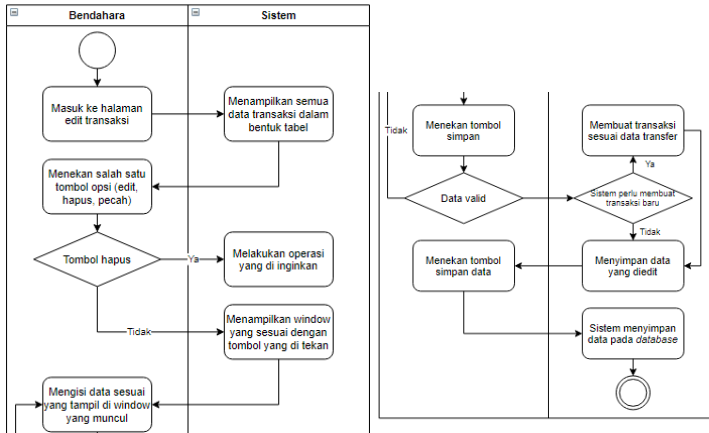 Bendahara
Sistem
Masuk ke halaman
edit transaksi
Menampilkan semua
data transaksi dalam
bentuk tabel
Menekan salah satu
tombol opsi (edit,
hapus, pecah)
Tombol hapus
Ya
Melakukan operasi
yang di inginkan
Tidak
Menampilkan window
yang sesuai dengan
tombol yang di tekan
Mengisi data sesuai
yang tampil di window
yang muncul
Tidak
Menekan tombol
simpan
Membuat transaksi
sesuai data transfer
Ya
Data valid
Sistem perlu membuat
transaksi baru
Tidak
Menekan tombol
simpan data
Menyimpan data
yang diedit
Sistem menyimpan
data pada database